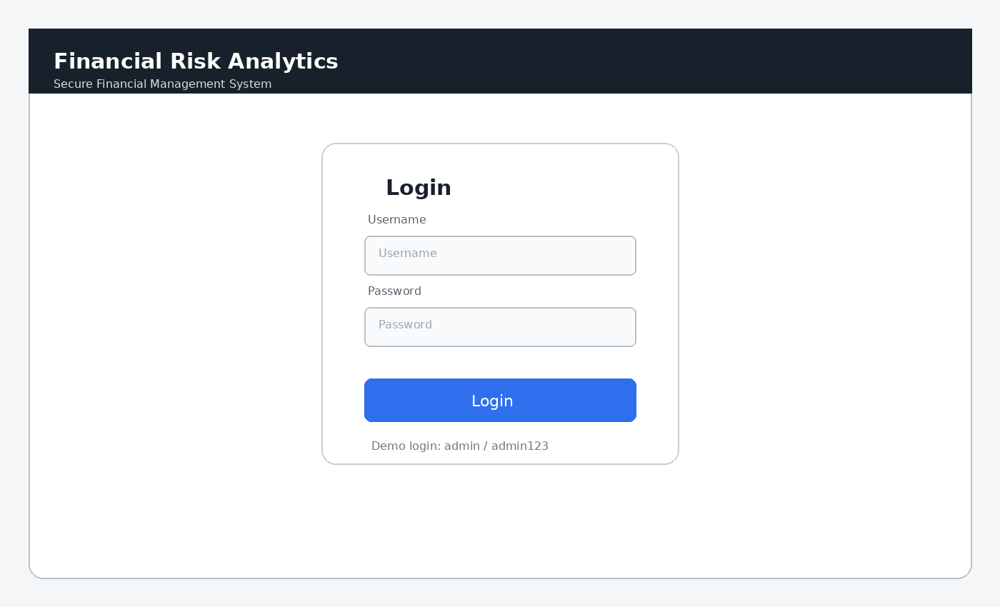 Financial Risk Analytics
Secure Financial Management System
Login
Username
Username
Password
Password
Login
Demo login: admin / admin123